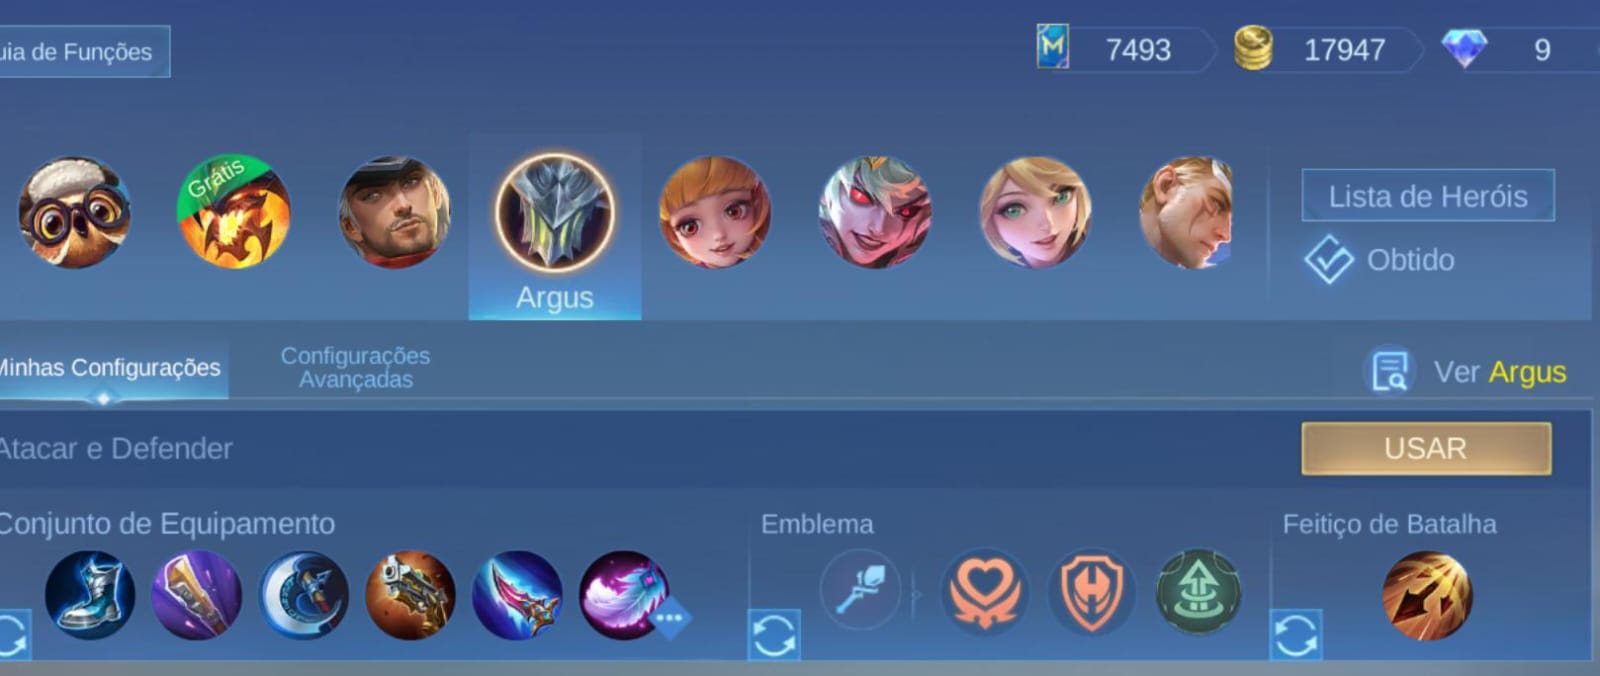 uia de Funções
7493
17947
9
Grátis
Argus
Lista de Heróis
Obtido
Minhas Configurações
Configurações
Avançadas
Ver Argus
Atacar e Defender
USAR
Conjunto de Equipamento
Emblema
Feitiço de Batalha